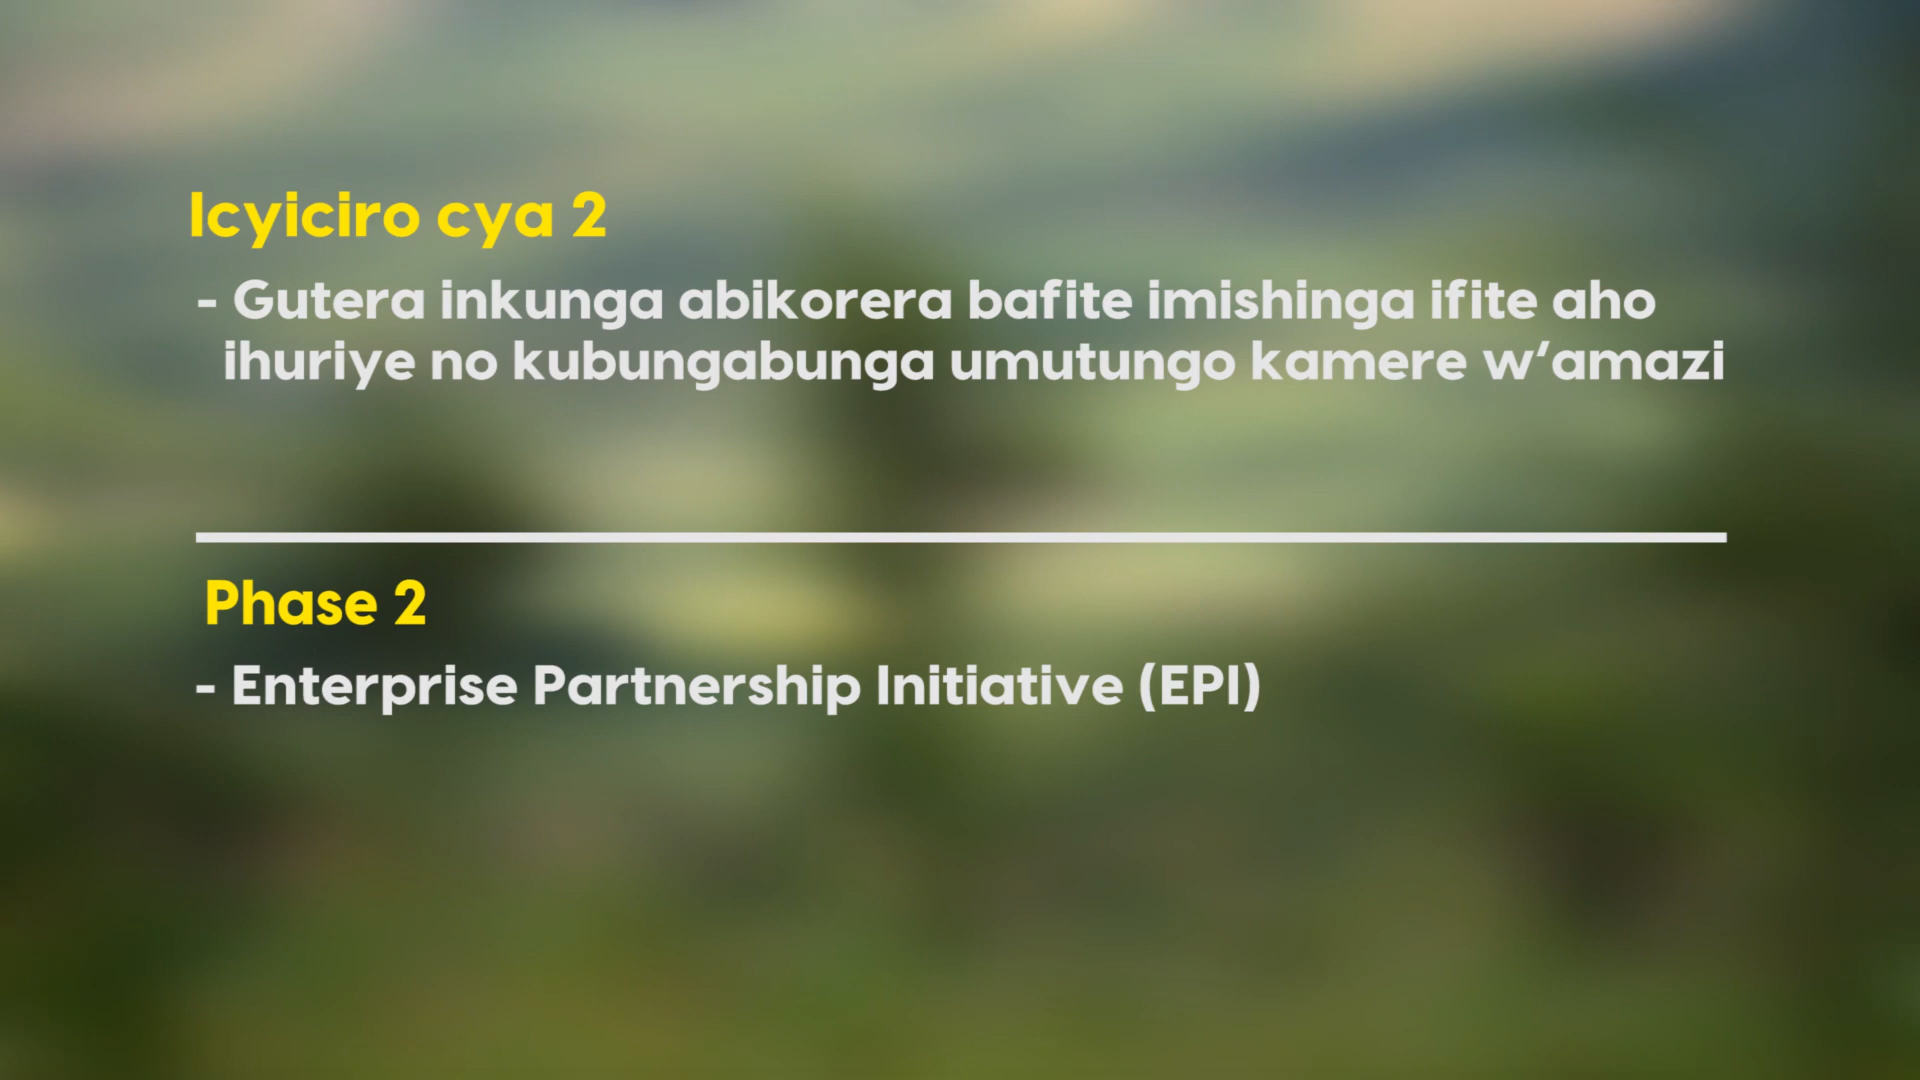 Icyiciro cya 2
- Gutera inkunga abikorera bafite imishinga ifite aho
ihuriye no kubungabunga umutungo kamere w'amazi
Phase 2
- Enterprise Partnership Initiative (EPI)